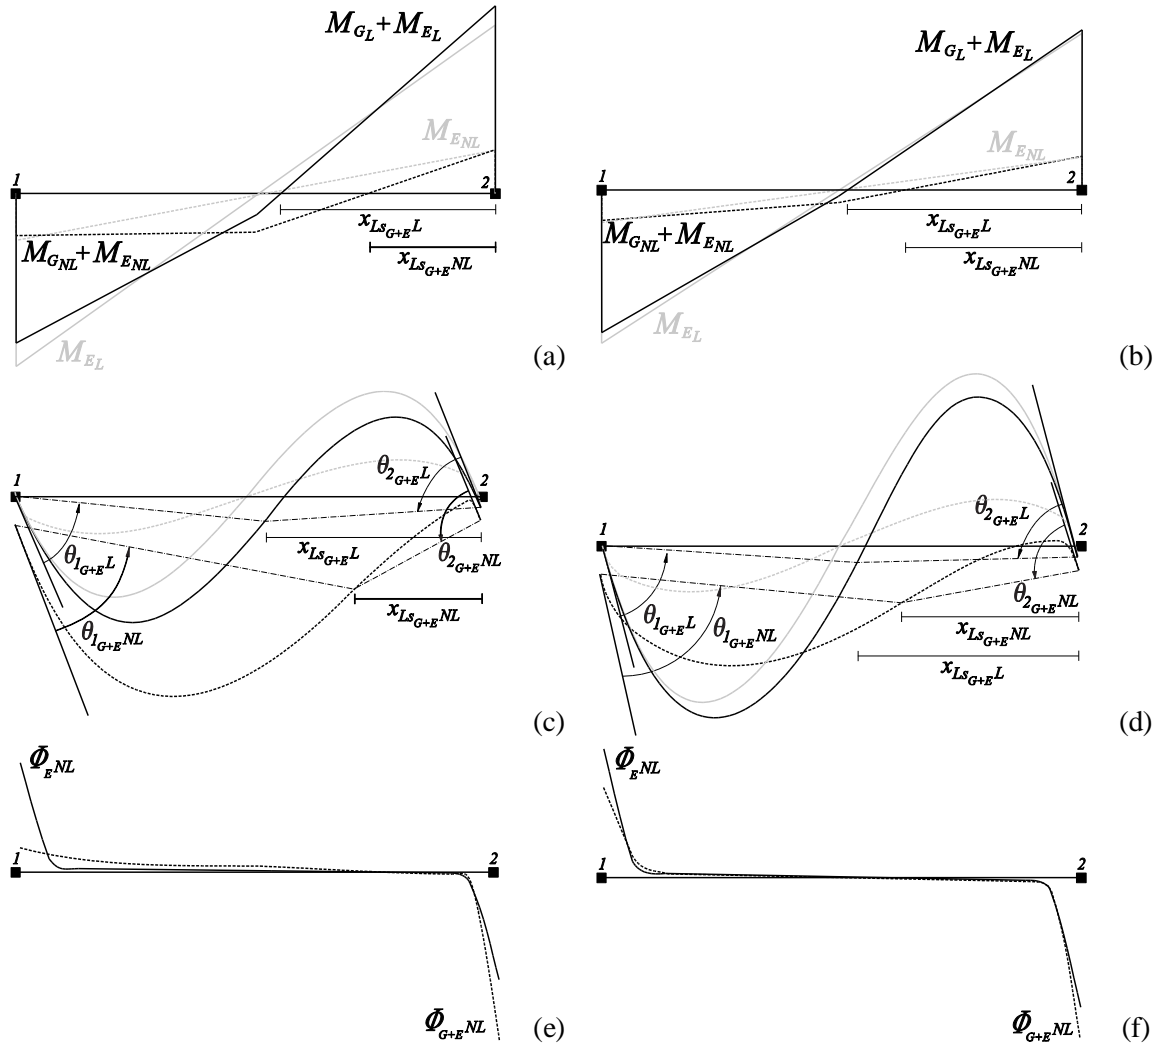 M_{G_L}+M_{E_L}
M_{E_{NL}}
1
2
x_{Ls_{G+E}L}
M_{G_{NL}}+M_{E_{NL}}
x_{Ls_{G+E}NL}
M_{E_L}
(a)
M_{G_L}+M_{E_L}
M_{E_{NL}}
1
2
x_{Ls_{G+E}L}
M_{G_{NL}}+M_{E_{NL}}
x_{Ls_{G+E}NL}
M_{E_L}
(b)
1
2
θ_{2_{G+E}L}
θ_{1_{G+E}L}
x_{Ls_{G+E}L}
θ_{2_{G+E}NL}
x_{Ls_{G+E}NL}
θ_{1_{G+E}NL}
(c)
1
2
θ_{2_{G+E}L}
θ_{1_{G+E}L}
θ_{1_{G+E}NL}
θ_{2_{G+E}NL}
x_{Ls_{G+E}NL}
x_{Ls_{G+E}L}
(d)
Φ_{E^{NL}}
1
2
Φ_{G+E^{NL}}
(e)
Φ_{E^{NL}}
1
2
Φ_{G+E^{NL}}
(f)